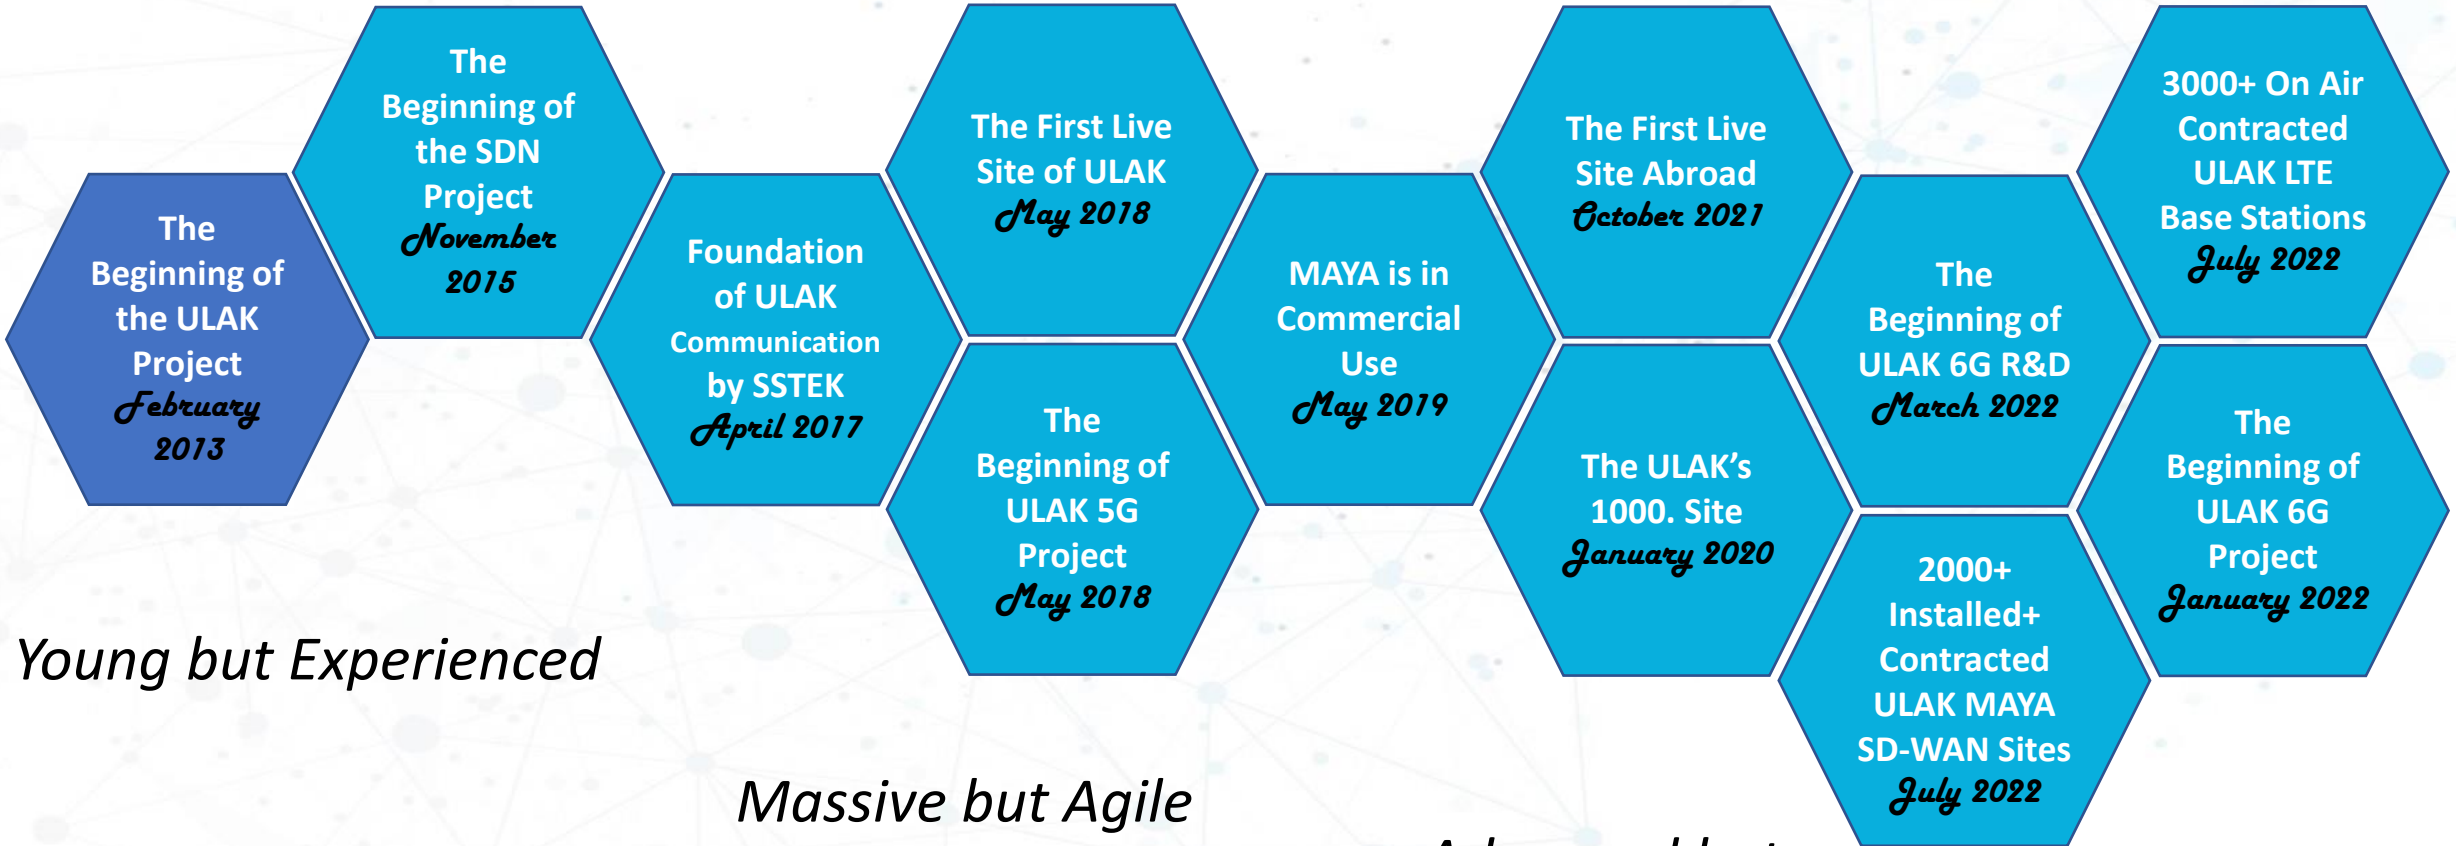 The
Beginning of
the ULAK
Project
February
2013
The
Beginning of
the SDN
Project
November
2015
Foundation
of ULAK
Communication
by SSTEK
April 2017
The First Live
Site of ULAK
May 2018
The
Beginning of
ULAK 5G
Project
May 2018
MAYA is in
Commercial
Use
May 2019
The First Live
Site Abroad
October 2021
The ULAK’s
1000. Site
January 2020
The
Beginning of
ULAK 6G R&D
March 2022
2000+
Installed+
Contracted
ULAK MAYA
SD-WAN Sites
July 2022
3000+ On Air
Contracted
ULAK LTE
Base Stations
July 2022
The
Beginning of
ULAK 6G
Project
January 2022
Young but Experienced
Massive but Agile